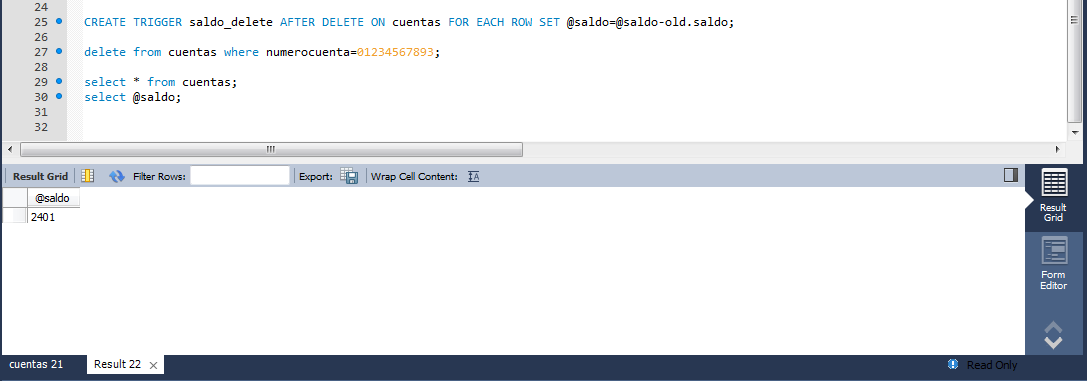 24
25 CREATE TRIGGER saldo_delete AFTER DELETE ON cuentas FOR EACH ROW SET @saldo=@saldo-old.saldo;
26
27 delete from cuentas where numerocuenta=01234567893;
28
29 select * from cuentas;
30 select @saldo;
31
32
Result Grid Filter Rows: Export: Wrap Cell Content:
@saldo
2401
Result
Grid
Form
Editor
cuentas 21 Result 22 Read Only